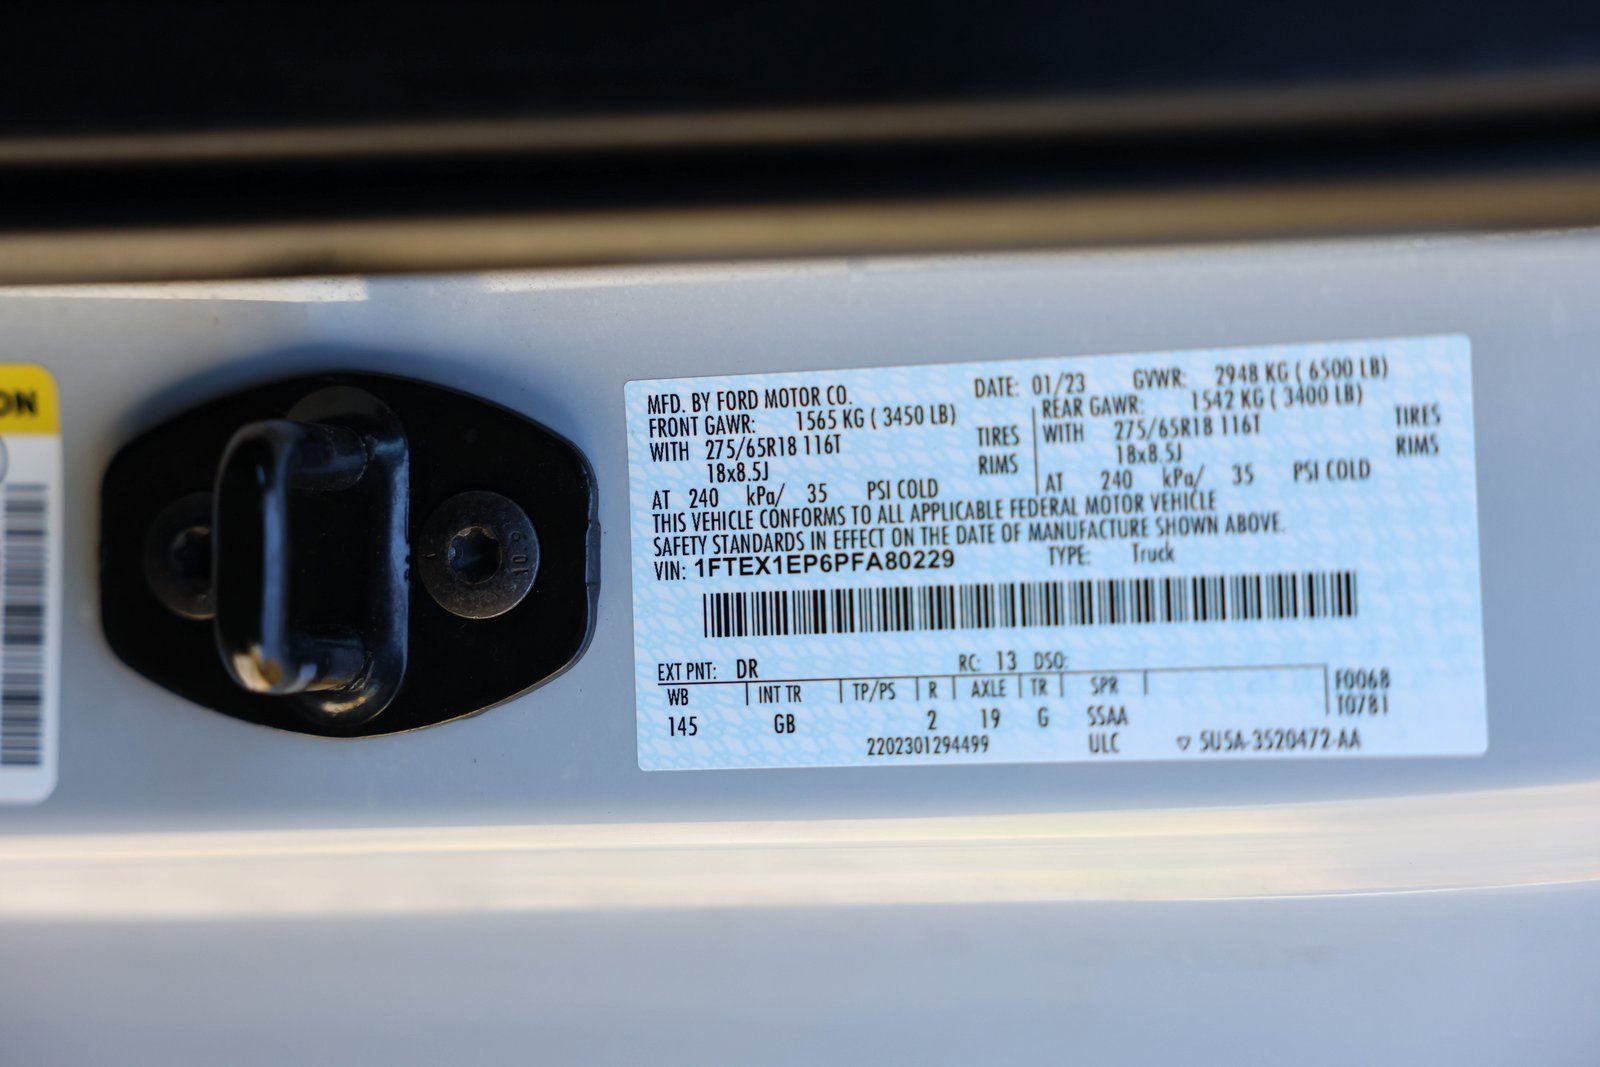 ON
10.9
MFD. BY FORD MOTOR CO. DATE: 01/23 GVWR: 2948 KG ( 6500 LB)
FRONT GAWR: 1565 KG ( 3450 LB) REAR GAWR: 1542 KG ( 3400 LB)
WITH 275/65R18 116T TIRES WITH 275/65R18 116T TIRES
18x8.5J RIMS 18x8.5J RIMS
AT 240 kPa/ 35 PSI COLD AT 240 kPa/ 35 PSI COLD
THIS VEHICLE CONFORMS TO ALL APPLICABLE FEDERAL MOTOR VEHICLE
SAFETY STANDARDS IN EFFECT ON THE DATE OF MANUFACTURE SHOWN ABOVE.
VIN: 1FTEX1EP6PFA80229 TYPE: Truck
EXT PNT: DR RC: 13 DSO:
WB INT TR TP/PS R AXLE TR SPR F0068
145 GB 2 19 G SSAA T0781
2202301294499 ULC 5U5A-3520472-AA